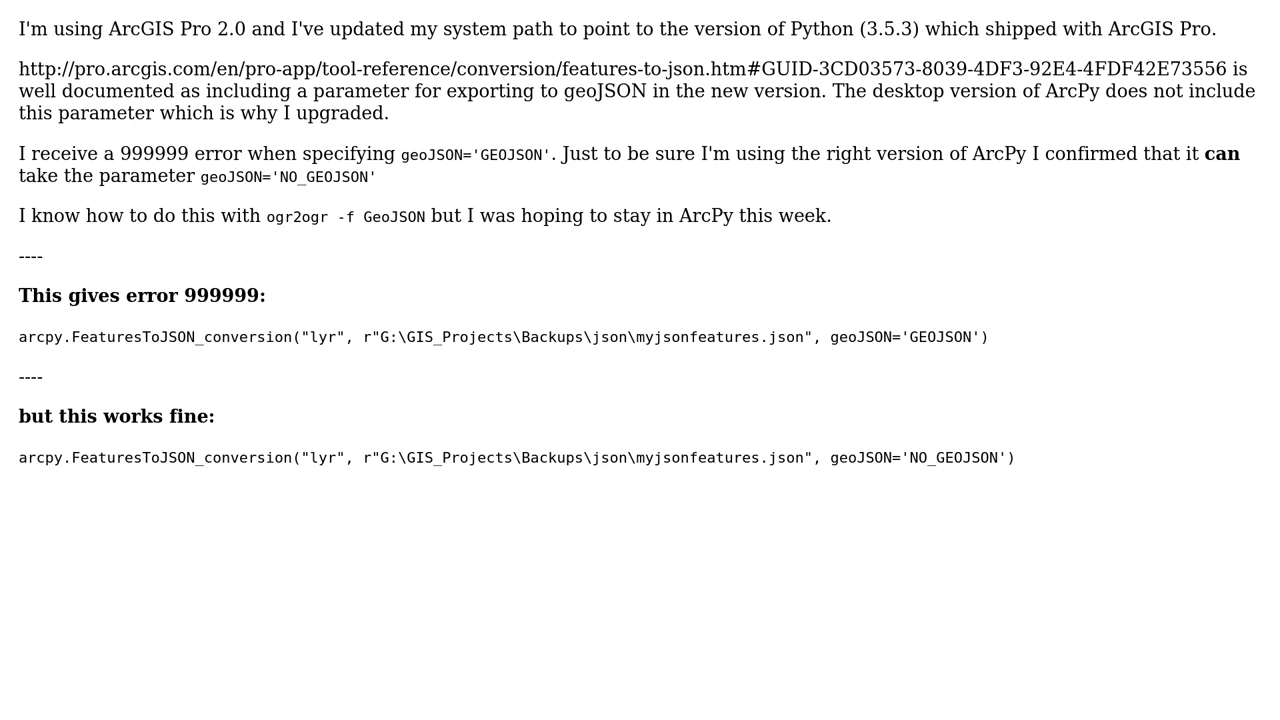 I'm using ArcGIS Pro 2.0 and I've updated my system path to point to the version of Python (3.5.3) which shipped with ArcGIS Pro.
http://pro.arcgis.com/en/pro-app/tool-reference/conversion/features-to-json.htm#GUID-3CD03573-8039-4DF3-92E4-4FDF42E73556 is
well documented as including a parameter for exporting to geoJSON in the new version. The desktop version of ArcPy does not include
this parameter which is why I upgraded.
I receive a 999999 error when specifying geoJSON='GEOJSON'. Just to be sure I'm using the right version of ArcPy I confirmed that it can
take the parameter geoJSON='NO_GEOJSON'
I know how to do this with ogr2ogr -f GeoJSON but I was hoping to stay in ArcPy this week.
----
This gives error 999999:
arcpy.FeaturesToJSON_conversion("lyr", r"G:\GIS_Projects\Backups\json\myjsonfeatures.json", geoJSON='GEOJSON')
----
but this works fine:
arcpy.FeaturesToJSON_conversion("lyr", r"G:\GIS_Projects\Backups\json\myjsonfeatures.json", geoJSON='NO_GEOJSON')